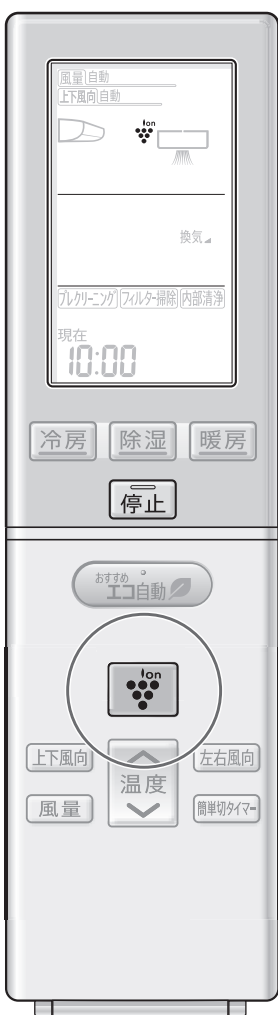 風量 自動
上下風向 自動
ion
換気
プレクリーニング フィルター掃除 内部清浄
現在
10:00
冷房 除湿 暖房
停止
おすすめ
エコ自動
ion
上下風向 左右風向
温度
風量 簡単切タイマー